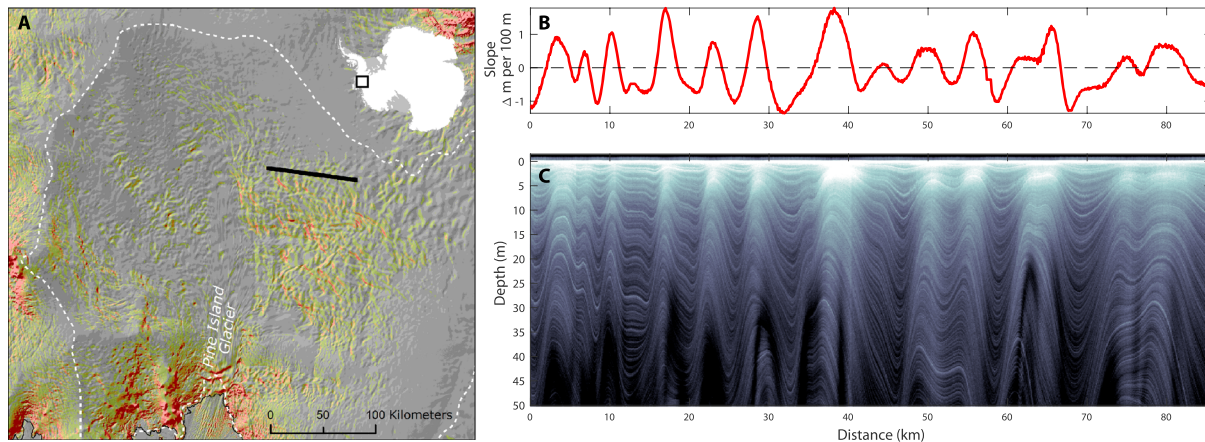 A
Pine Island
Glacier
0 50 100 Kilometers
B
Slope
Δ m per 100 m
1
0
-1
0 10 20 30 40 50 60 70 80
C
Depth (m)
0
5
10
15
20
25
30
35
40
45
50
0 10 20 30 40 50 60 70 80
Distance (km)